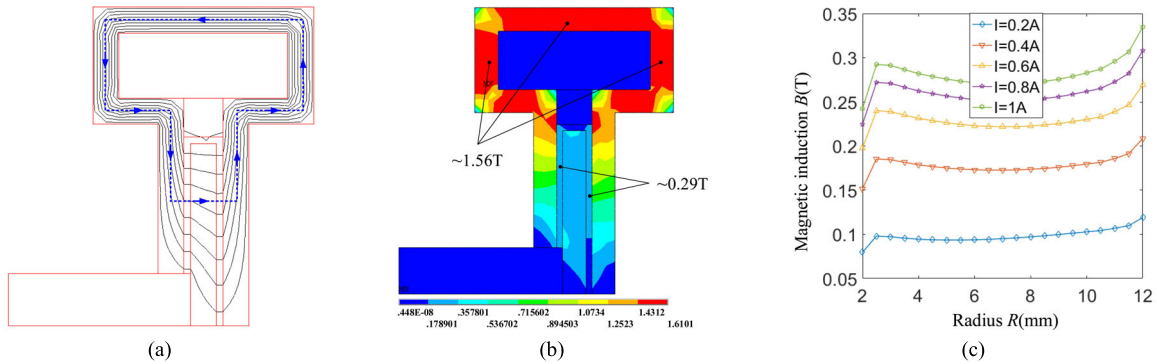 ~1.56T
~0.29T
MX
.448E-08 .357801 .715602 1.0734 1.4312
.178901 .536702 .894503 1.2523 1.6101
Magnetic induction B(T)
0.35
0.3
0.25
0.2
0.15
0.1
0.05
I=0.2A
I=0.4A
I=0.6A
I=0.8A
I=1A
2 4 6 8 10 12
Radius R(mm)
(a) (b) (c)